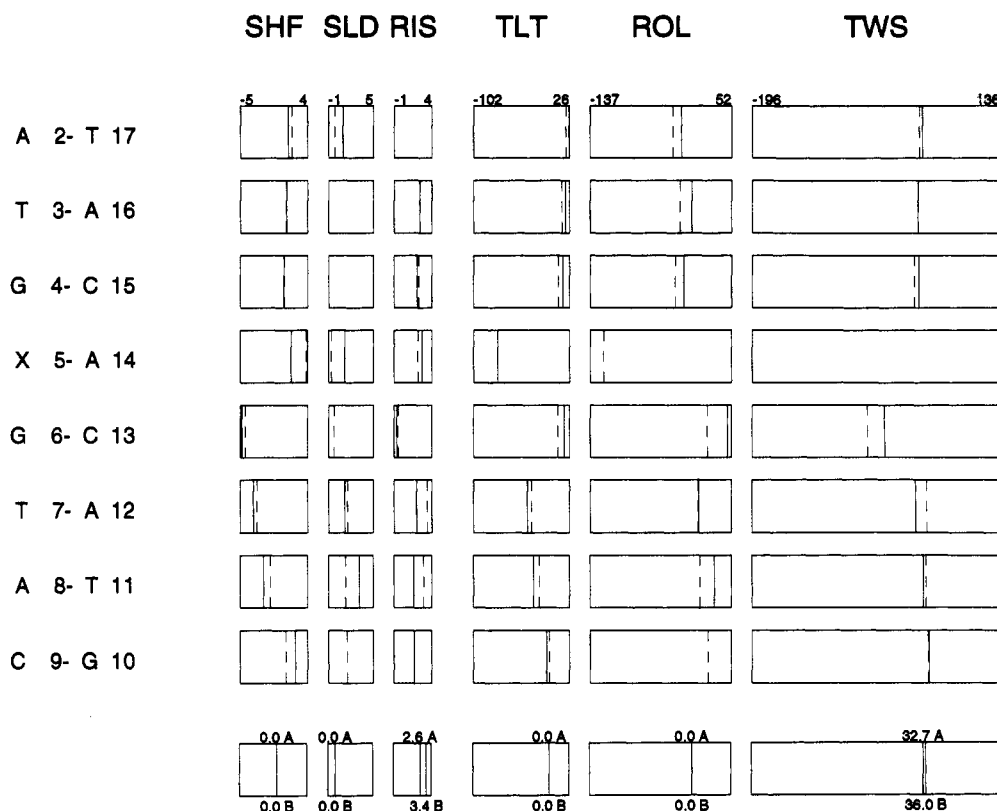 SHF SLD RIS TLT ROL TWS
-5 4 -1 5 -1 4 -102 26 -137 52 -196 136
A 2- T 17
T 3- A 16
G 4- C 15
X 5- A 14
G 6- C 13
T 7- A 12
A 8- T 11
C 9- G 10
0.0 A 0.0 A 2.6 A 0.0 A 0.0 A 32.7 A
0.0 B 0.0 B 3.4 B 0.0 B 0.0 B 36.0 B